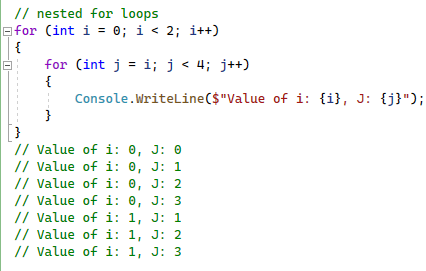 // nested for loops
for (int i = 0; i < 2; i++)
{
    for (int j = i; j < 4; j++)
    {
        Console.WriteLine($"Value of i: {i}, J: {j}");
    }
}
// Value of i: 0, J: 0
// Value of i: 0, J: 1
// Value of i: 0, J: 2
// Value of i: 0, J: 3
// Value of i: 1, J: 1
// Value of i: 1, J: 2
// Value of i: 1, J: 3